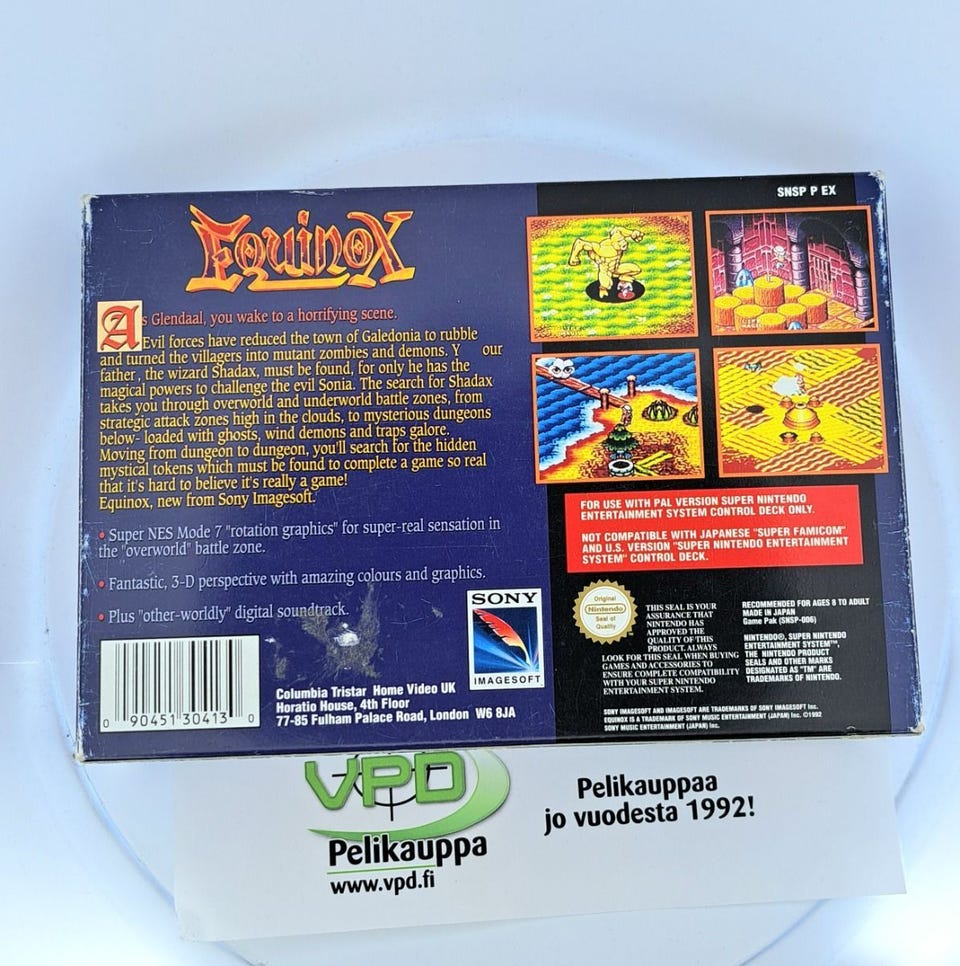 SNSP P EX
EQUINOX
As Glendaal, you wake to a horrifying scene.
Evil forces have reduced the town of Galedonia to rubble
and turned the villagers into mutant zombies and demons. Y our
father , the wizard Shadax, must be found, for only he has the
magical powers to challenge the evil Sonia. The search for Shadax
takes you through overworld and underworld battle zones, from
strategic attack zones high in the clouds, to mysterious dungeons
below- loaded with ghosts, wind demons and traps galore.
Moving from dungeon to dungeon, you'll search for the hidden
mystical tokens which must be found to complete a game so real
that it's hard to believe it's really a game!
Equinox, new from Sony Imagesoft.
• Super NES Mode 7 "rotation graphics" for super-real sensation in
the "overworld" battle zone.
• Fantastic, 3-D perspective with amazing colours and graphics.
• Plus "other-worldly" digital soundtrack.
0 90451 30413 0
Columbia Tristar Home Video UK
Horatio House, 4th Floor
77-85 Fulham Palace Road, London W6 8JA
SONY
IMAGESOFT
FOR USE WITH PAL VERSION SUPER NINTENDO
ENTERTAINMENT SYSTEM CONTROL DECK ONLY.
NOT COMPATIBLE WITH JAPANESE "SUPER FAMICOM"
AND U.S. VERSION "SUPER NINTENDO ENTERTAINMENT
SYSTEM" CONTROL DECK.
Original
Nintendo
Seal of
Quality
THIS SEAL IS YOUR
ASSURANCE THAT
NINTENDO HAS
APPROVED THE
QUALITY OF THIS
PRODUCT. ALWAYS
LOOK FOR THIS SEAL WHEN BUYING
GAMES AND ACCESSORIES TO
ENSURE COMPLETE COMPATIBILITY
WITH YOUR SUPER NINTENDO
ENTERTAINMENT SYSTEM.
RECOMMENDED FOR AGES 8 TO ADULT
MADE IN JAPAN
Game Pak (SNSP-006)
NINTENDO®, SUPER NINTENDO
ENTERTAINMENT SYSTEM™,
THE NINTENDO PRODUCT
SEALS AND OTHER MARKS
DESIGNATED AS "TM" ARE
TRADEMARKS OF NINTENDO.
SONY IMAGESOFT AND IMAGESOFT ARE TRADEMARKS OF SONY IMAGESOFT Inc.
EQUINOX IS A TRADEMARK OF SONY MUSIC ENTERTAINMENT (JAPAN) Inc. ©1992
SONY MUSIC ENTERTAINMENT (JAPAN) Inc.
VPD
Pelikauppa
www.vpd.fi
Pelikauppaa
jo vuodesta 1992!